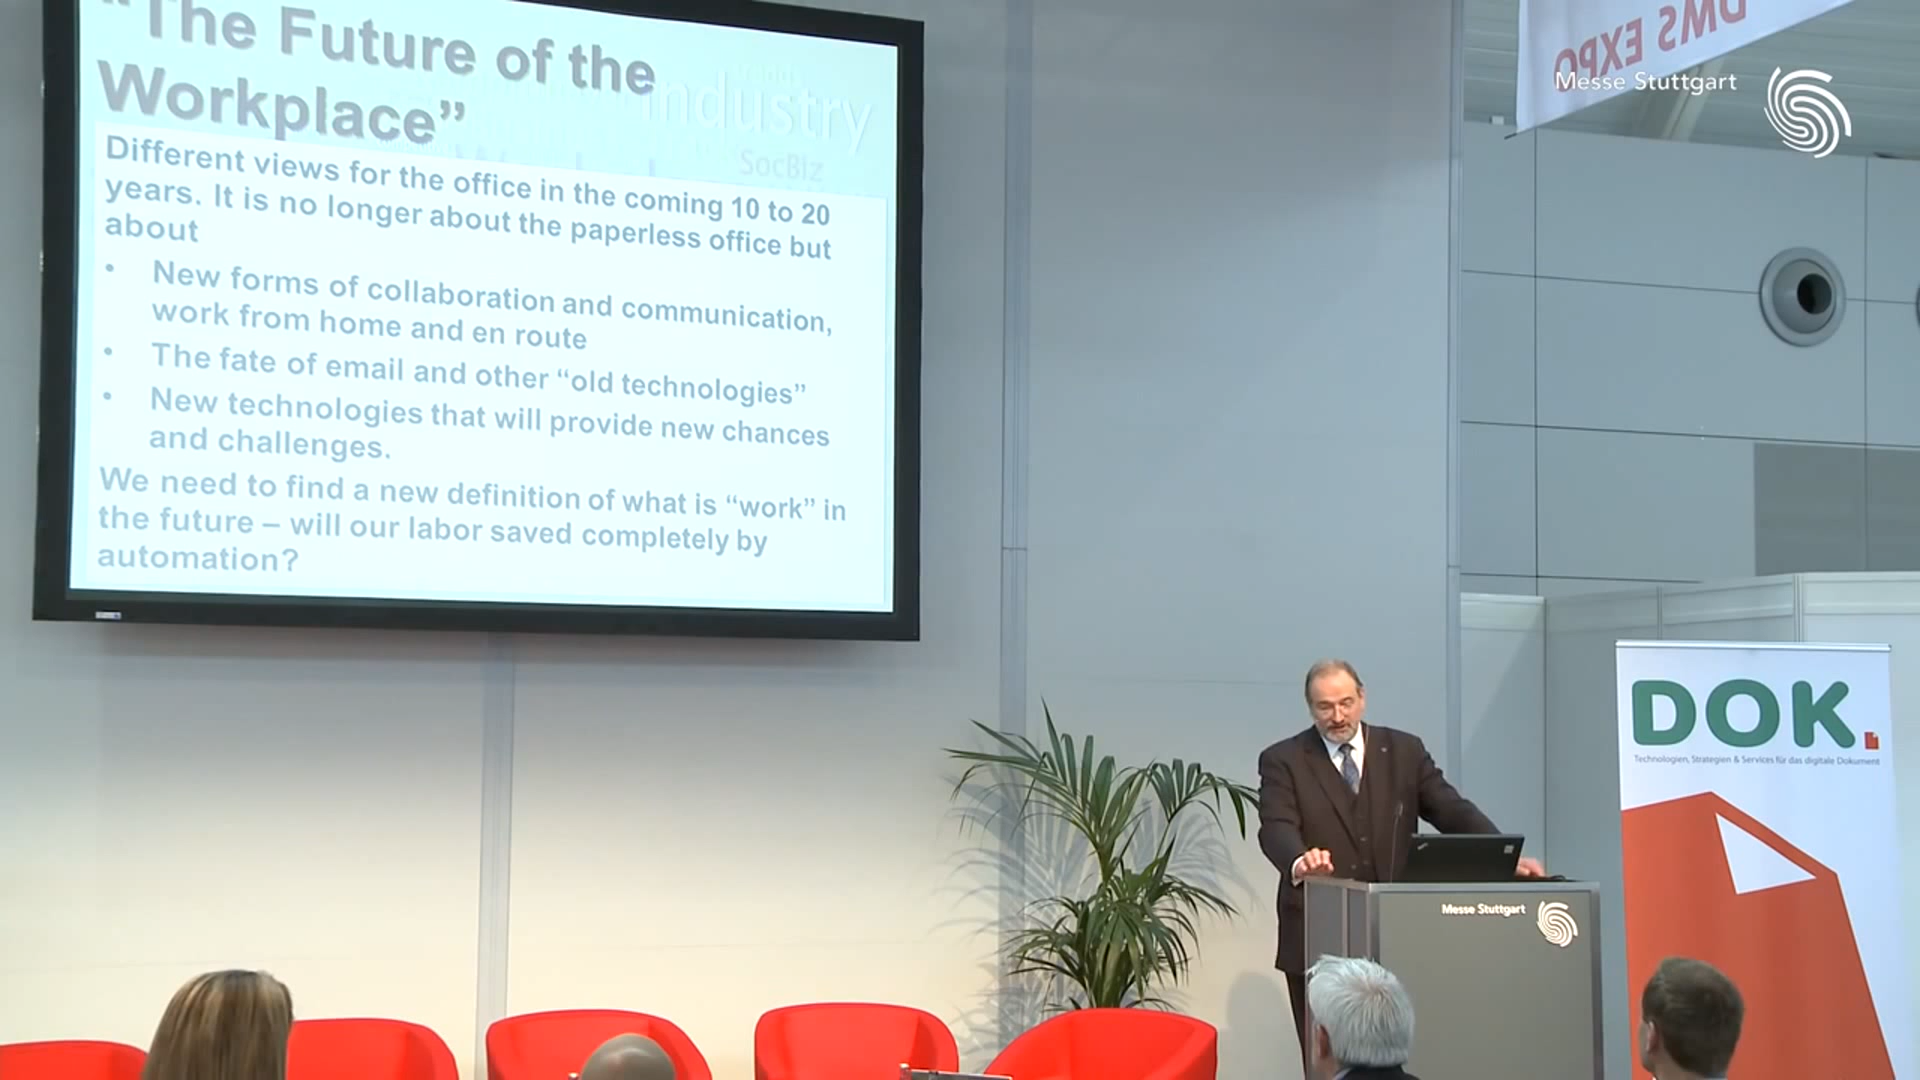 "The Future of the
Workplace”
industry
SocBiz
Different views for the office in the coming 10 to 20
years. It is no longer about the paperless office but
about
• New forms of collaboration and communication,
work from home and en route
• The fate of email and other “old technologies”
• New technologies that will provide new chances
and challenges.
We need to find a new definition of what is “work” in
the future – will our labor saved completely by
automation?
DMS EXPO
Messe Stuttgart
DOK.
Technologien, Strategien & Services für das digitale Dokument
Messe Stuttgart